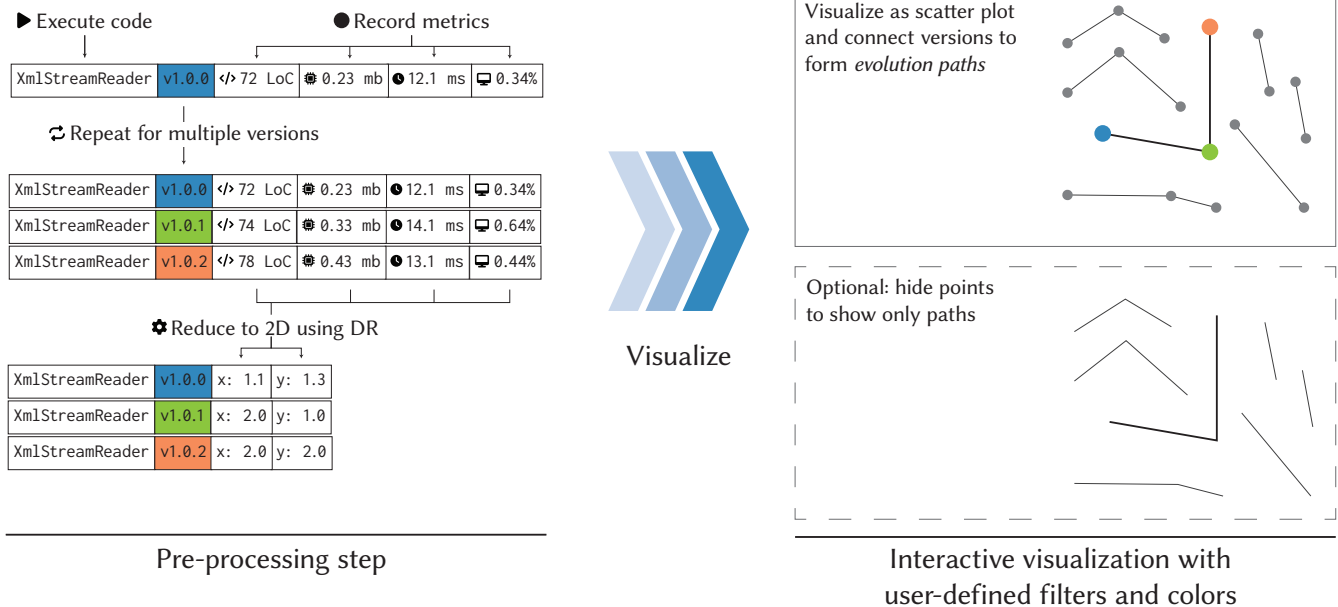 Execute code
Record metrics
XmlStreamReader v1.0.0 </> 72 LoC 0.23 mb 12.1 ms 0.34%
Repeat for multiple versions
XmlStreamReader v1.0.0 </> 72 LoC 0.23 mb 12.1 ms 0.34%
XmlStreamReader v1.0.1 </> 74 LoC 0.33 mb 14.1 ms 0.64%
XmlStreamReader v1.0.2 </> 78 LoC 0.43 mb 13.1 ms 0.44%
Reduce to 2D using DR
XmlStreamReader v1.0.0 x: 1.1 y: 1.3
XmlStreamReader v1.0.1 x: 2.0 y: 1.0
XmlStreamReader v1.0.2 x: 2.0 y: 2.0
Pre-processing step
Visualize
Visualize as scatter plot
and connect versions to
form evolution paths
Optional: hide points
to show only paths
Interactive visualization with
user-defined filters and colors